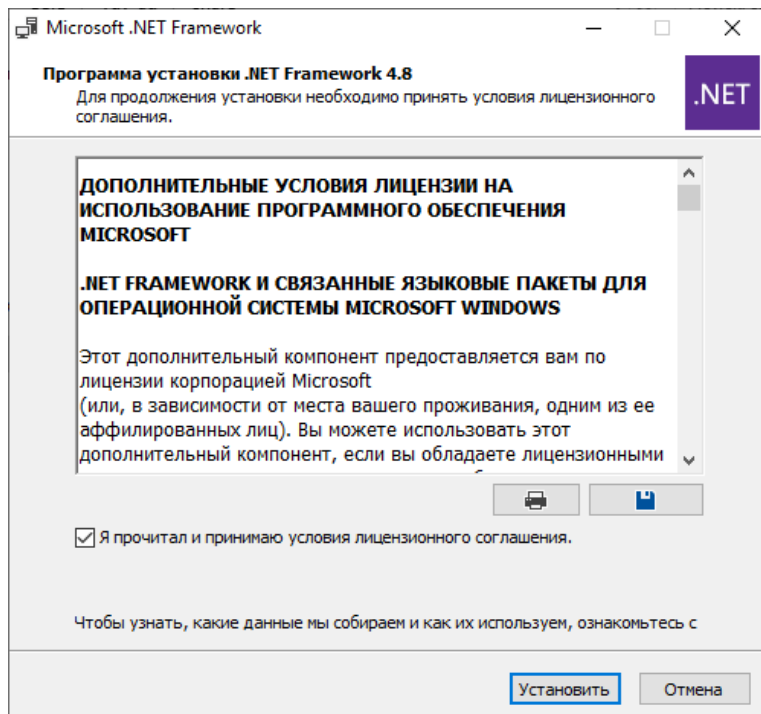 Microsoft .NET Framework
Программа установки .NET Framework 4.8
Для продолжения установки необходимо принять условия лицензионного
соглашения.
.NET
ДОПОЛНИТЕЛЬНЫЕ УСЛОВИЯ ЛИЦЕНЗИИ НА
ИСПОЛЬЗОВАНИЕ ПРОГРАММНОГО ОБЕСПЕЧЕНИЯ
MICROSOFT
.NET FRAMEWORK И СВЯЗАННЫЕ ЯЗЫКОВЫЕ ПАКЕТЫ ДЛЯ
ОПЕРАЦИОННОЙ СИСТЕМЫ MICROSOFT WINDOWS
Этот дополнительный компонент предоставляется вам по
лицензии корпорацией Microsoft
(или, в зависимости от места вашего проживания, одним из ее
аффилированных лиц). Вы можете использовать этот
дополнительный компонент, если вы обладаете лицензионными
Я прочитал и принимаю условия лицензионного соглашения.
Чтобы узнать, какие данные мы собираем и как их используем, ознакомьтесь с
Установить
Отмена